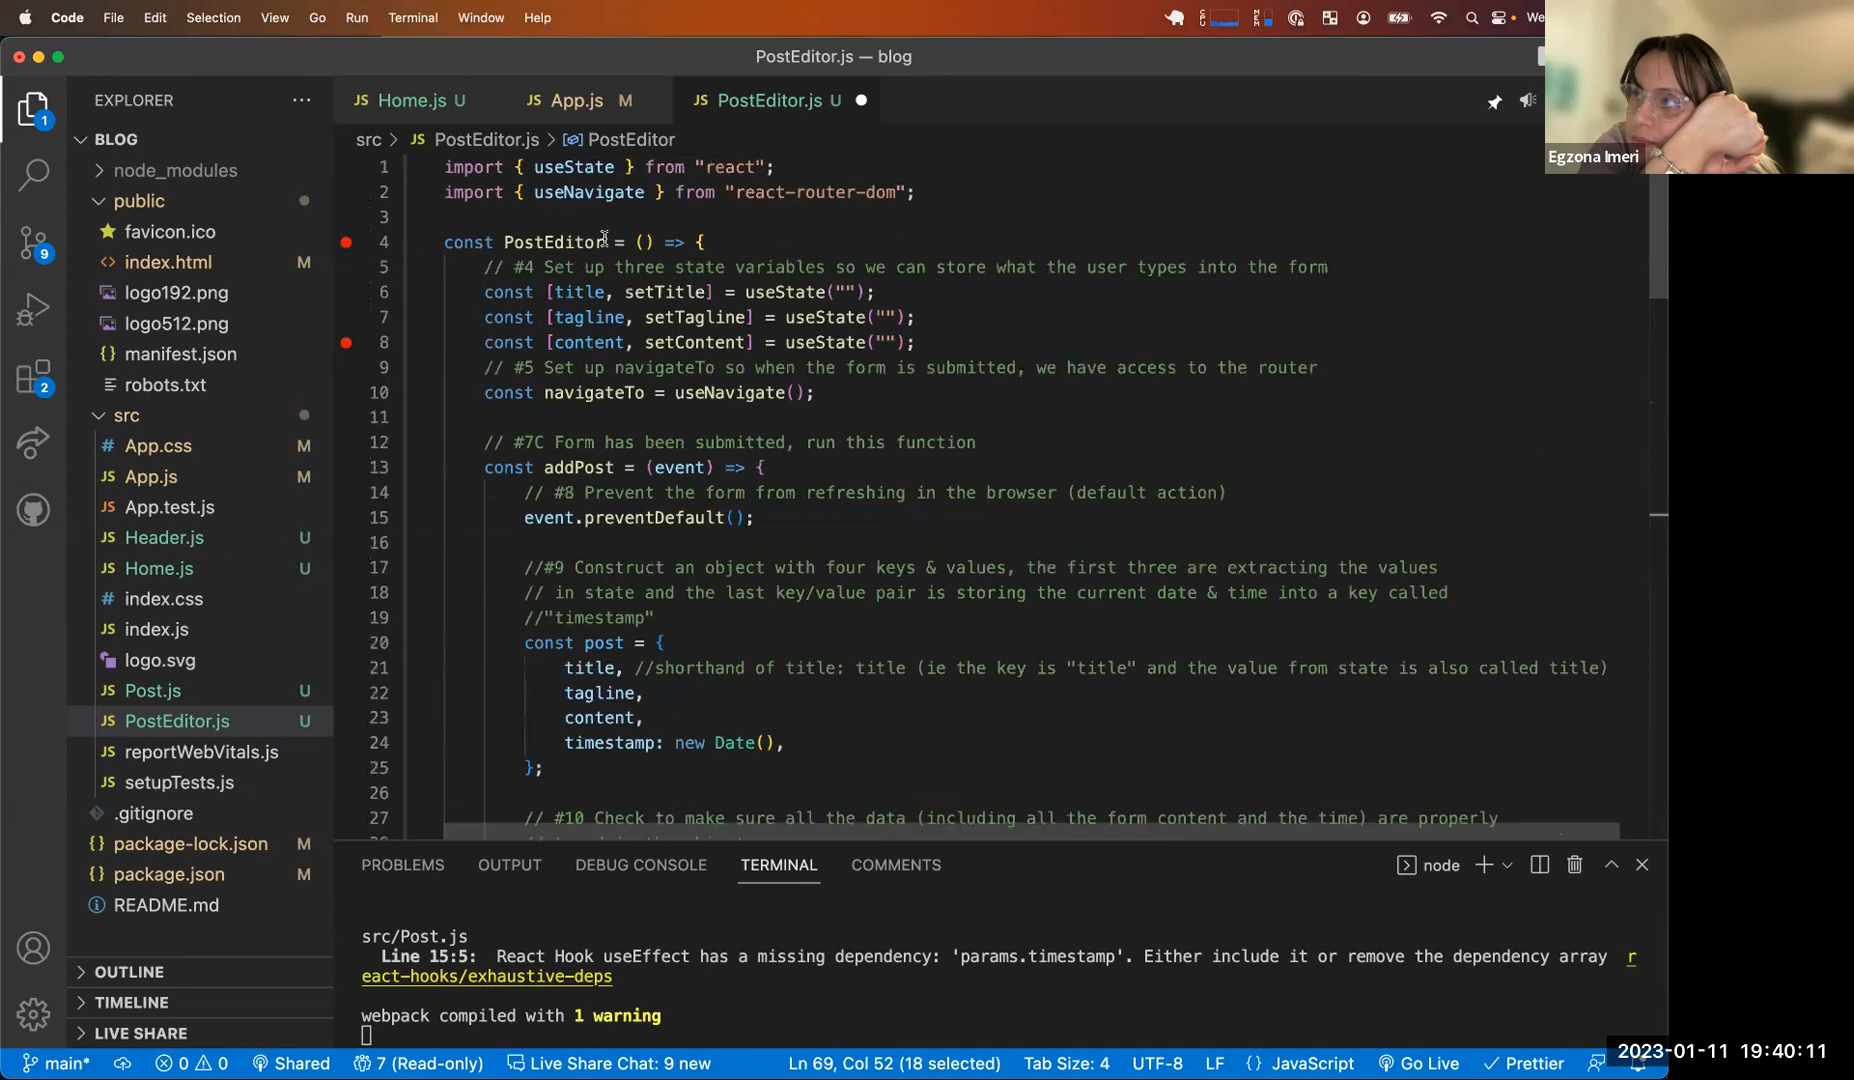 Code File Edit Selection View Go Run Terminal Window Help
PostEditor.js — blog
Egzona Imeri
EXPLORER
BLOG
node_modules
public
favicon.ico
index.html M
logo192.png
logo512.png
manifest.json
robots.txt
src
App.css M
App.js M
App.test.js
Header.js U
Home.js U
index.css
index.js
logo.svg
Post.js U
PostEditor.js U
reportWebVitals.js
setupTests.js
.gitignore
package-lock.json M
package.json M
README.md
OUTLINE
TIMELINE
LIVE SHARE
1
9
2
JS Home.js U JS App.js M JS PostEditor.js U
src > JS PostEditor.js > PostEditor
1 import { useState } from "react";
2 import { useNavigate } from "react-router-dom";
3
4 const PostEditor = () => {
5 // #4 Set up three state variables so we can store what the user types into the form
6 const [title, setTitle] = useState("");
7 const [tagline, setTagline] = useState("");
8 const [content, setContent] = useState("");
9 // #5 Set up navigateTo so when the form is submitted, we have access to the router
10 const navigateTo = useNavigate();
11
12 // #7C Form has been submitted, run this function
13 const addPost = (event) => {
14 // #8 Prevent the form from refreshing in the browser (default action)
15 event.preventDefault();
16
17 //#9 Construct an object with four keys & values, the first three are extracting the values
18 // in state and the last key/value pair is storing the current date & time into a key called
19 //"timestamp"
20 const post = {
21 title, //shorthand of title: title (ie the key is "title" and the value from state is also called title)
22 tagline,
23 content,
24 timestamp: new Date(),
25 };
26
27 // #10 Check to make sure all the data (including all the form content and the time) are properly
PROBLEMS OUTPUT DEBUG CONSOLE TERMINAL COMMENTS
node
src/Post.js
Line 15:5: React Hook useEffect has a missing dependency: 'params.timestamp'. Either include it or remove the dependency array r
eact-hooks/exhaustive-deps
webpack compiled with 1 warning
main* 0 0 Shared 7 (Read-only) Live Share Chat: 9 new Ln 69, Col 52 (18 selected) Tab Size: 4 UTF-8 LF {} JavaScript Go Live Prettier
2023-01-11 19:40:11